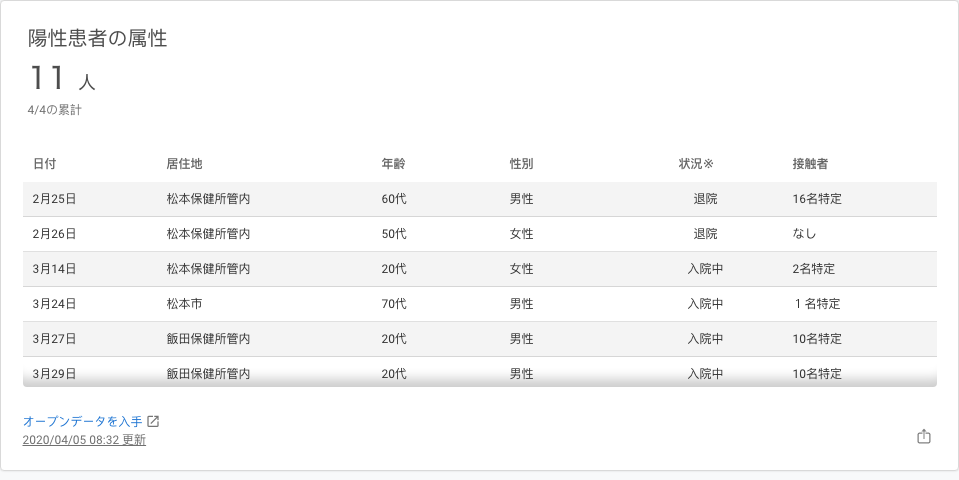 陽性患者の属性
11 人
4/4の累計
日付 居住地 年齢 性別 状況※ 接触者
2月25日 松本保健所管内 60代 男性 退院 16名特定
2月26日 松本保健所管内 50代 女性 退院 なし
3月14日 松本保健所管内 20代 女性 入院中 2名特定
3月24日 松本市 70代 男性 入院中 １名特定
3月27日 飯田保健所管内 20代 男性 入院中 10名特定
3月29日 飯田保健所管内 20代 男性 入院中 10名特定
オープンデータを入手
2020/04/05 08:32 更新